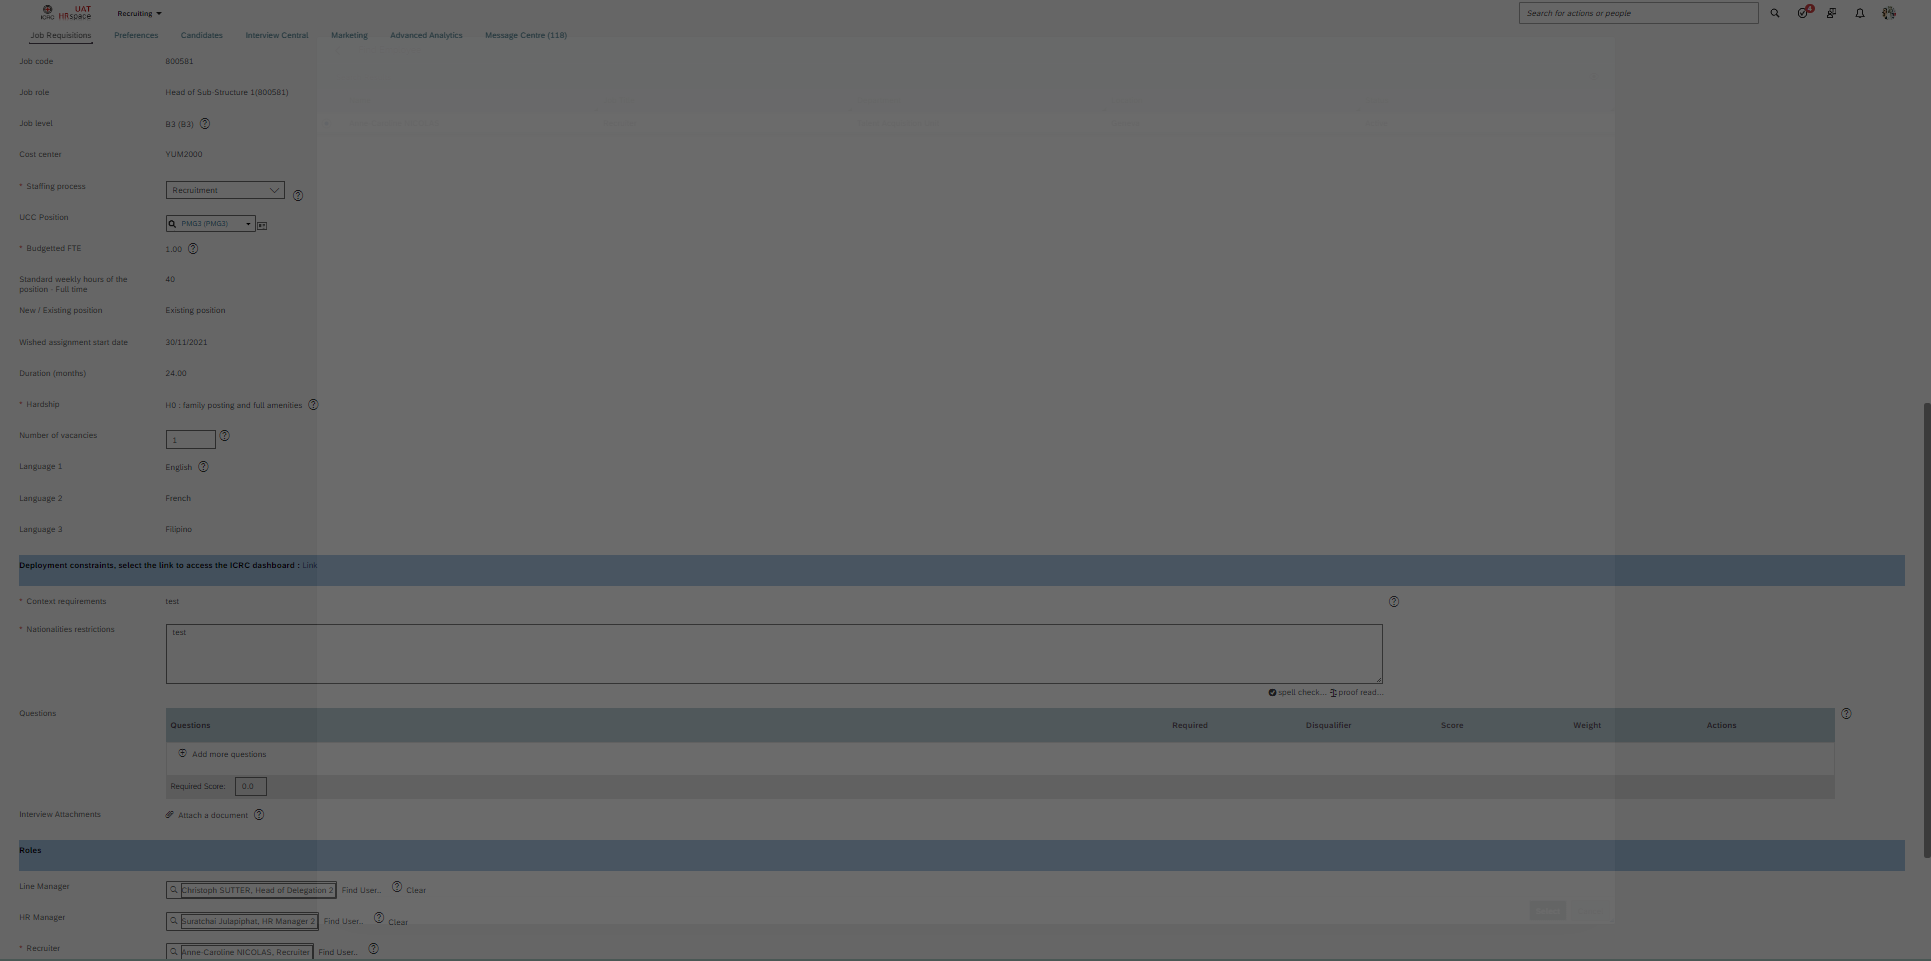 ICRC UAT HRspace Recruiting Search for actions or people 4
Job Requisitions Preferences Candidates Interview Central Marketing Advanced Analytics Message Centre (118)
Job code 800581
Job role Head of Sub-Structure 1(800581)
Job level B3 (B3)
Cost center YUM2000
* Staffing process Recruitment
UCC Position PMG3 (PMG3)
* Budgetted FTE 1.00
Standard weekly hours of the position - Full time 40
New / Existing position Existing position
Wished assignment start date 30/11/2021
Duration (months) 24.00
* Hardship H0 : family posting and full amenities
Number of vacancies 1
Language 1 English
Language 2 French
Language 3 Filipino
Deployment constraints, select the link to access the ICRC dashboard : Link
* Context requirements test
* Nationalities restrictions test
spell check... proof read...
Questions
Questions Required Disqualifier Score Weight Actions
Add more questions
Required Score: 0.0
Interview Attachments Attach a document
Roles
Line Manager Christoph SUTTER, Head of Delegation 2 Find User.. Clear
HR Manager Suratchai Julapiphat, HR Manager 2 Find User.. Clear
* Recruiter Anne-Caroline NICOLAS, Recruiter Find User..